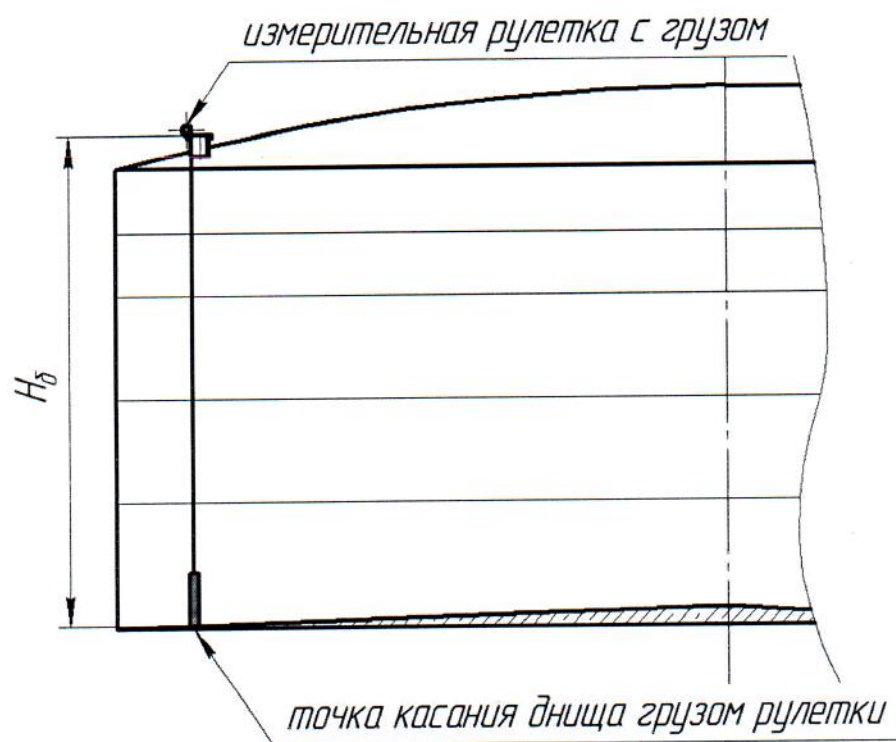 измерительная рулетка с грузом
Hб
точка касания днища грузом рулетки